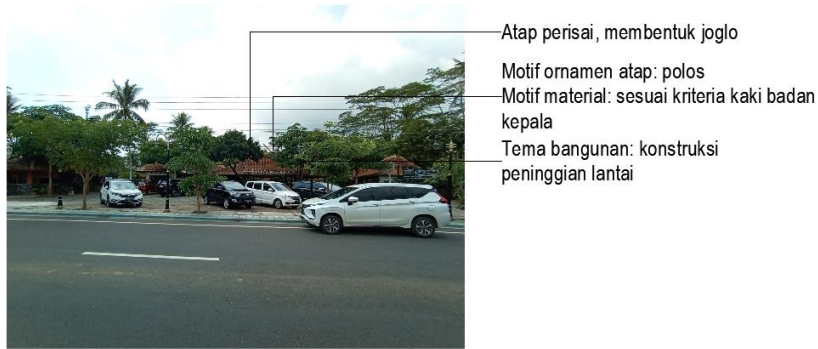 Atap perisai, membentuk joglo
Motif ornamen atap: polos
Motif material: sesuai kriteria kaki badan
kepala
Tema bangunan: konstruksi
peninggian lantai